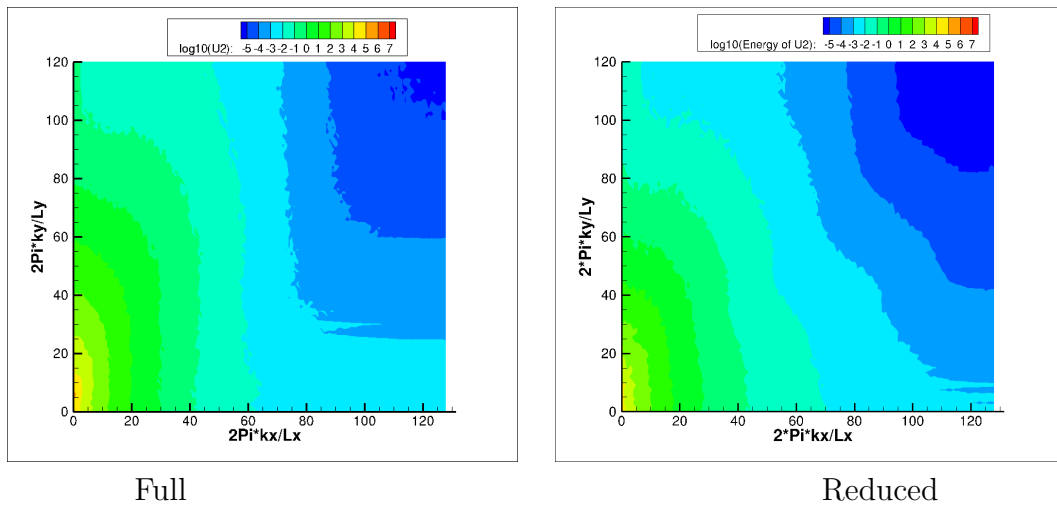 log10(U2): -5 -4 -3 -2 -1 0 1 2 3 4 5 6 7
120
100
80
60
40
20
0
2Pi*ky/Ly
0 20 40 60 80 100 120
2Pi*kx/Lx
Full
log10(Energy of U2): -5 -4 -3 -2 -1 0 1 2 3 4 5 6 7
120
100
80
60
40
20
0
2*Pi*ky/Ly
0 20 40 60 80 100 120
2*Pi*kx/Lx
Reduced